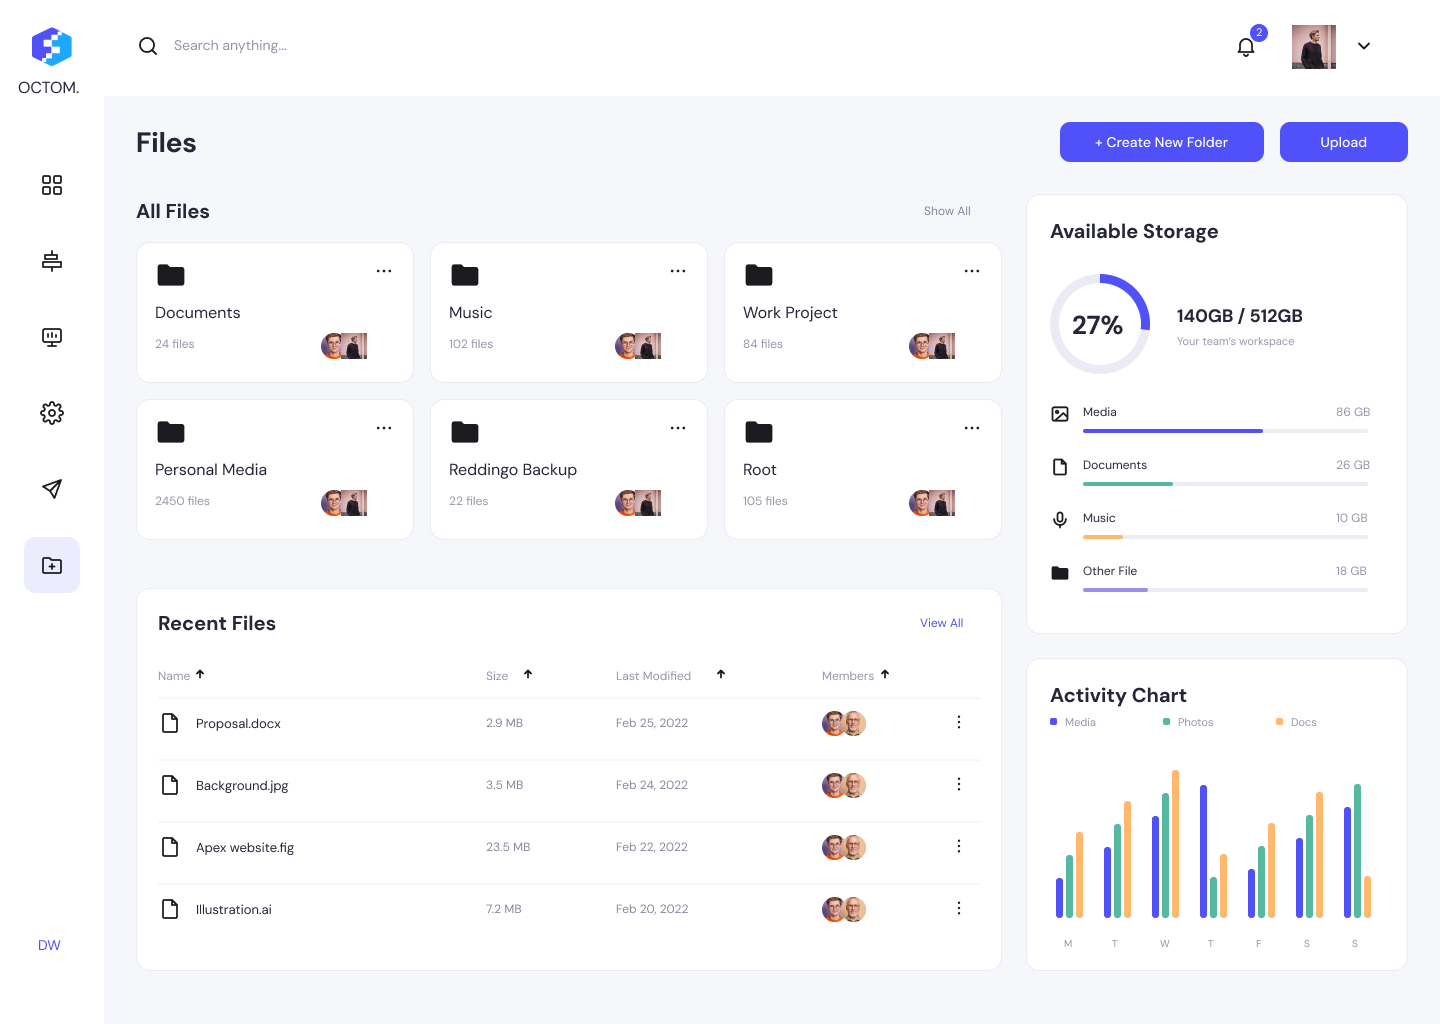 OCTOM.
Search anything...
2
Files
+ Create New Folder
Upload
All Files
Show All
Documents
24 files
Music
102 files
Work Project
84 files
Personal Media
2450 files
Reddingo Backup
22 files
Root
105 files
Recent Files
View All
Name
Size
Last Modified
Members
Proposal.docx
2.9 MB
Feb 25, 2022
Background.jpg
3.5 MB
Feb 24, 2022
Apex website.fig
23.5 MB
Feb 22, 2022
Illustration.ai
7.2 MB
Feb 20, 2022
Available Storage
27%
140GB / 512GB
Your team's workspace
Media
86 GB
Documents
26 GB
Music
10 GB
Other File
18 GB
Activity Chart
Media
Photos
Docs
M
T
W
T
F
S
S
DW